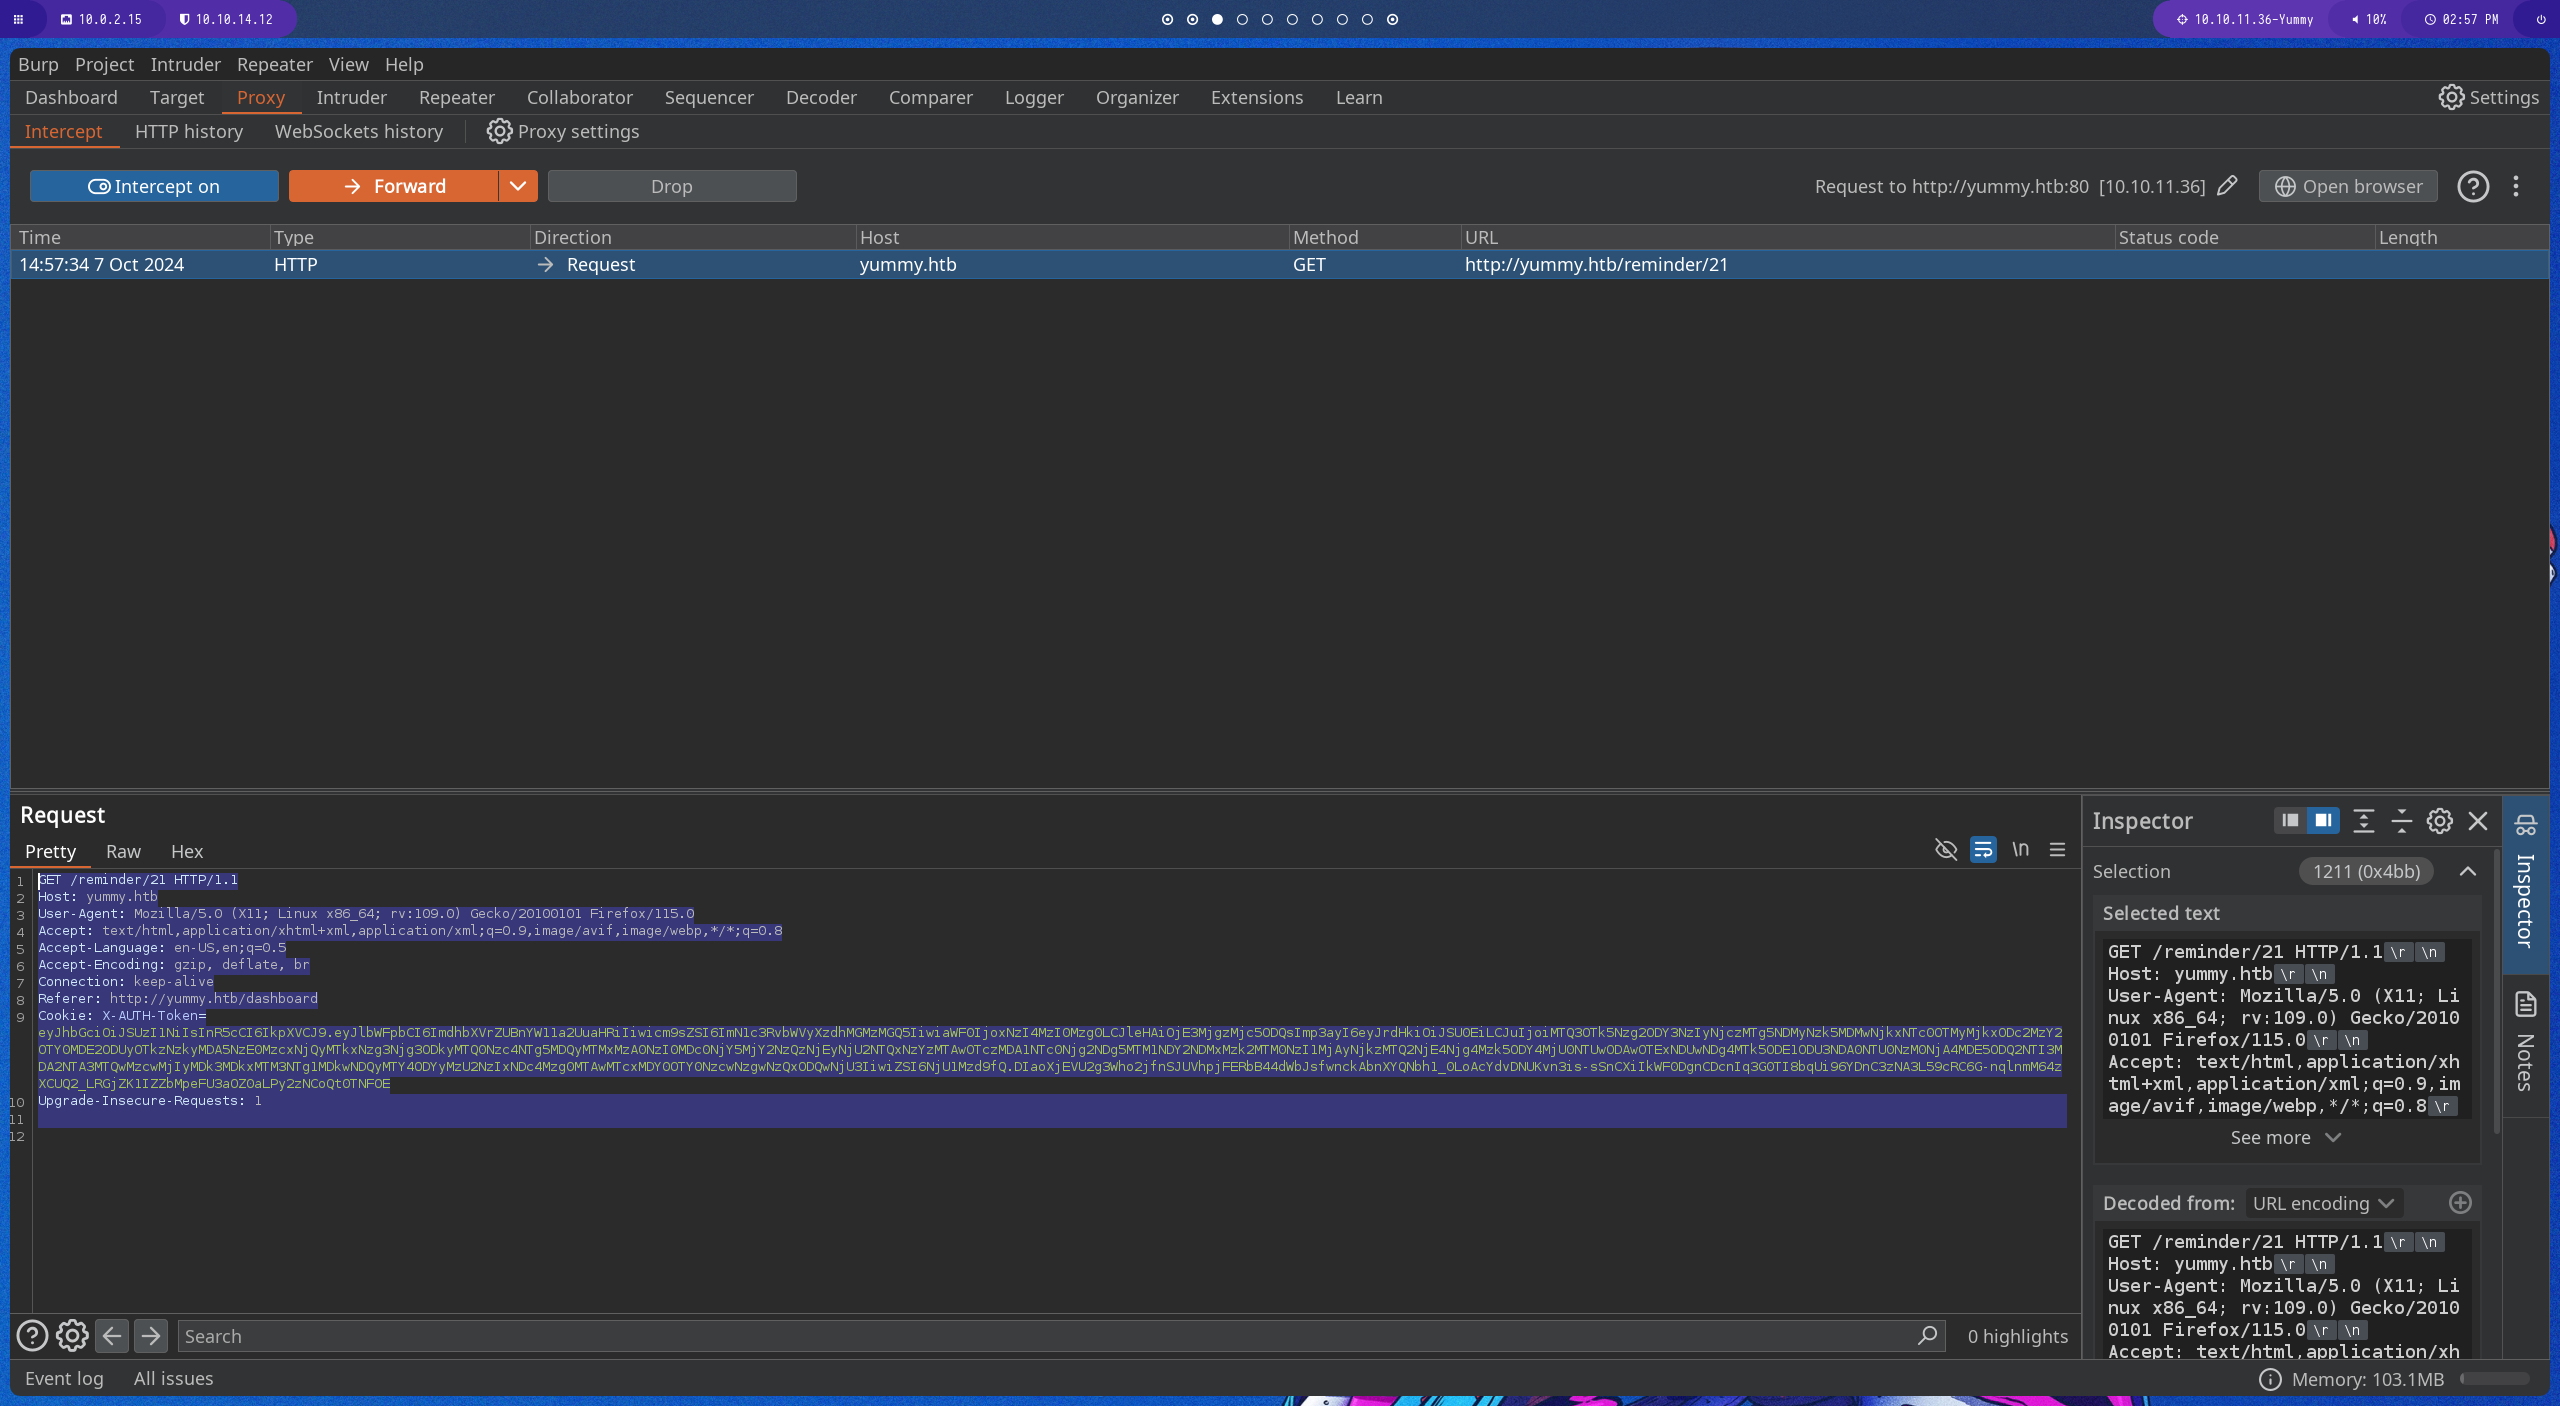 10.0.2.15 10.10.14.12 10.10.11.36-Yummy 10% 02:57 PM
Burp Project Intruder Repeater View Help
Dashboard Target Proxy Intruder Repeater Collaborator Sequencer Decoder Comparer Logger Organizer Extensions Learn Settings
Intercept HTTP history WebSockets history Proxy settings
Intercept on Forward Drop Request to http://yummy.htb:80 [10.10.11.36] Open browser
Time Type Direction Host Method URL Status code Length
14:57:34 7 Oct 2024 HTTP → Request yummy.htb GET http://yummy.htb/reminder/21
Request
Pretty Raw Hex \n
1 GET /reminder/21 HTTP/1.1
2 Host: yummy.htb
3 User-Agent: Mozilla/5.0 (X11; Linux x86_64; rv:109.0) Gecko/20100101 Firefox/115.0
4 Accept: text/html,application/xhtml+xml,application/xml;q=0.9,image/avif,image/webp,*/*;q=0.8
5 Accept-Language: en-US,en;q=0.5
6 Accept-Encoding: gzip, deflate, br
7 Connection: keep-alive
8 Referer: http://yummy.htb/dashboard
9 Cookie: X-AUTH-Token=
10 Upgrade-Insecure-Requests: 1
11
12
Search 0 highlights
Inspector
Selection 1211 (0x4bb)
Selected text
GET /reminder/21 HTTP/1.1 \r \n
Host: yummy.htb \r \n
User-Agent: Mozilla/5.0 (X11; Li
nux x86_64; rv:109.0) Gecko/2010
0101 Firefox/115.0 \r \n
Accept: text/html,application/xh
tml+xml,application/xml;q=0.9,im
age/avif,image/webp,*/*;q=0.8 \r
See more
Decoded from: URL encoding
GET /reminder/21 HTTP/1.1 \r \n
Host: yummy.htb \r \n
User-Agent: Mozilla/5.0 (X11; Li
nux x86_64; rv:109.0) Gecko/2010
0101 Firefox/115.0 \r \n
Accept: text/html,application/xh
Inspector
Notes
Event log All issues Memory: 103.1MB